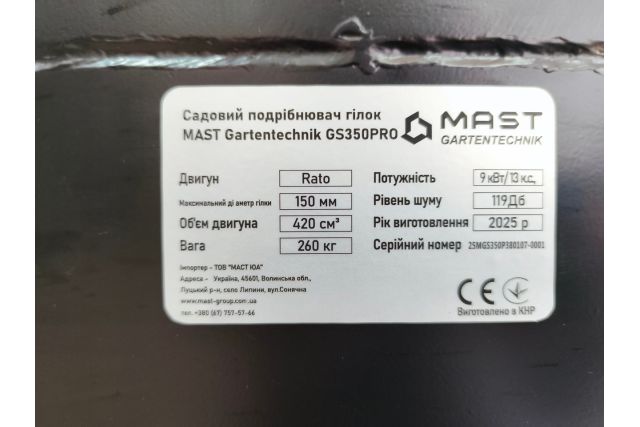 Садовий подрібнювач гілок
MAST Gartentechnik GS350PRO
MAST
GARTENTECHNIK
Двигун Rato
Максимальний ді аметр гілки 150 мм
Об'єм двигуна 420 см³
Вага 260 кг
Потужність 9 кВт/13 к.с,
Рівень шуму 119Дб
Рік виготовлення 2025 р
Серійний номер 25MGS350P380107-0001
Імпортер - ТОВ "МАСТ ЮА"
Адреса - Україна, 45601, Волинська обл.,
Луцький р-н, село Липини, вул.Сонячна
www.mast-group.com.ua
тел. +380 (67) 757-57-66
CE
Виготовлено в КНР